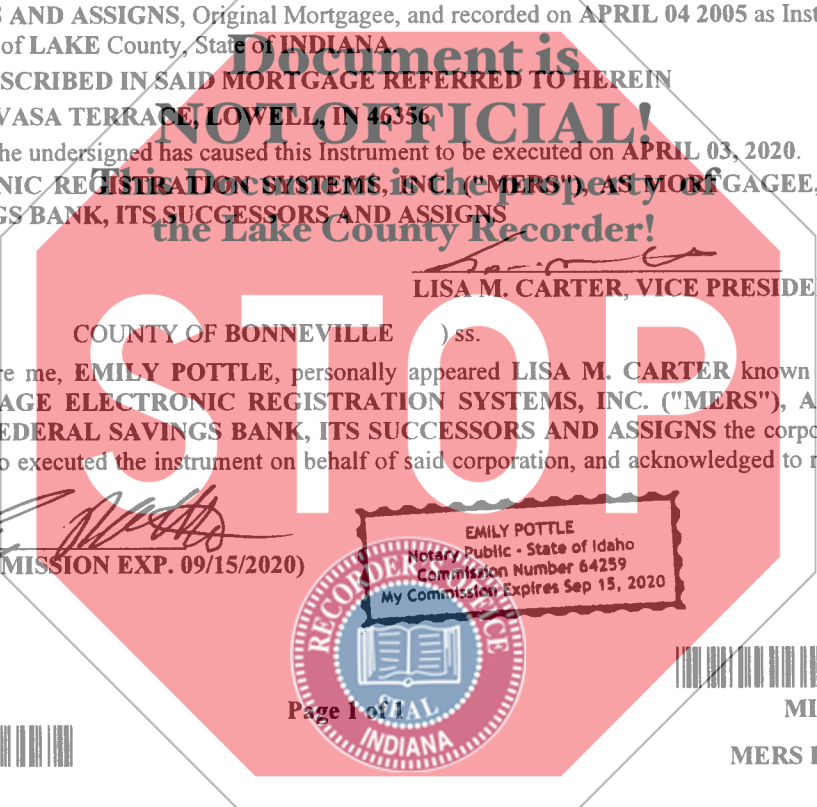 S AND ASSIGNS, Original Mortgagee, and recorded on APRIL 04 2005 as Inst
of LAKE County, State of INDIANA.
Document is
SCRIBED IN SAID MORTGAGE REFERRED TO HEREIN
VASA TERRACE, LOWELL, IN 46356
NOT OFFICIAL!
he undersigned has caused this Instrument to be executed on APRIL 03, 2020.
NIC REGISTRATION SYSTEMS, INC. ("MERS"), AS MORTGAGEE,
This Document is the property of
GS BANK, ITS SUCCESSORS AND ASSIGNS
the Lake County Recorder!
LISA M. CARTER, VICE PRESIDE
STOP
COUNTY OF BONNEVILLE ) ss.
re me, EMILY POTTLE, personally appeared LISA M. CARTER known
AGE ELECTRONIC REGISTRATION SYSTEMS, INC. ("MERS"), A
EDERAL SAVINGS BANK, ITS SUCCESSORS AND ASSIGNS the corpo
o executed the instrument on behalf of said corporation, and acknowledged to m
MISSION EXP. 09/15/2020)
EMILY POTTLE
Notary Public - State of Idaho
Commission Number 64259
My Commission Expires Sep 15, 2020
RECORDER'S OFFICE
SEAL
INDIANA
Page 1 of 1
MI
MERS